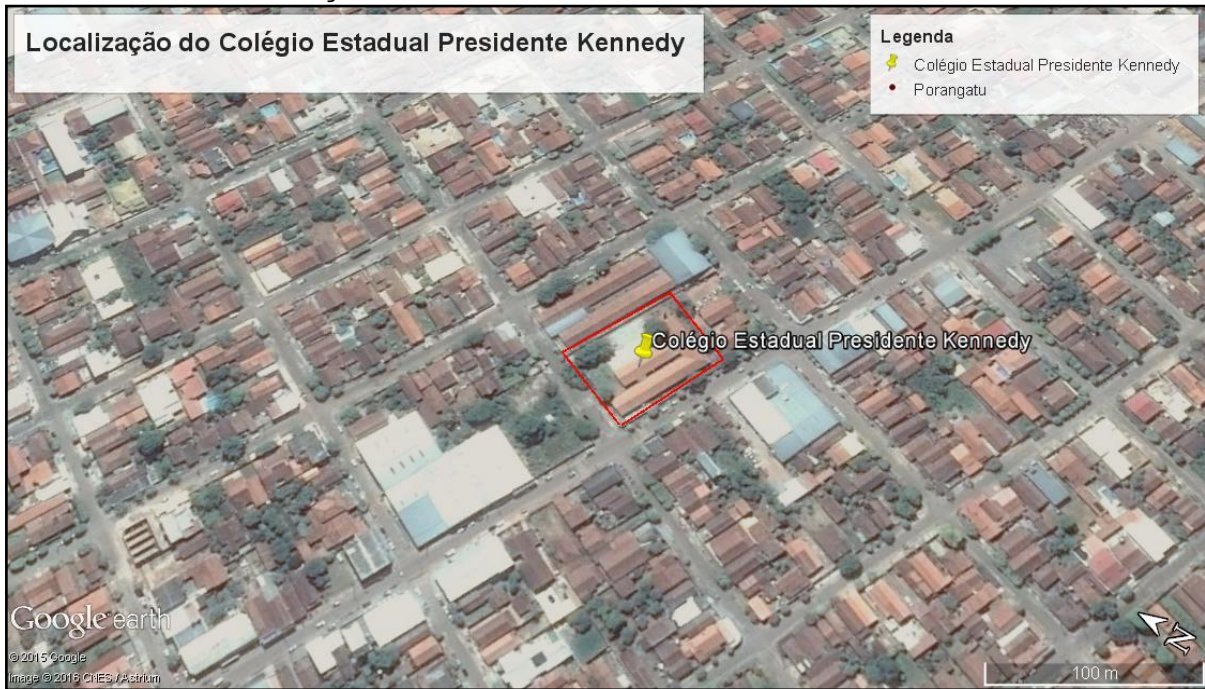 Localização do Colégio Estadual Presidente Kennedy
Legenda
Colégio Estadual Presidente Kennedy
Porangatu
Colégio Estadual Presidente Kennedy
Google earth
© 2015 Google
Image © 2016 CNES / Astrium
N
100 m